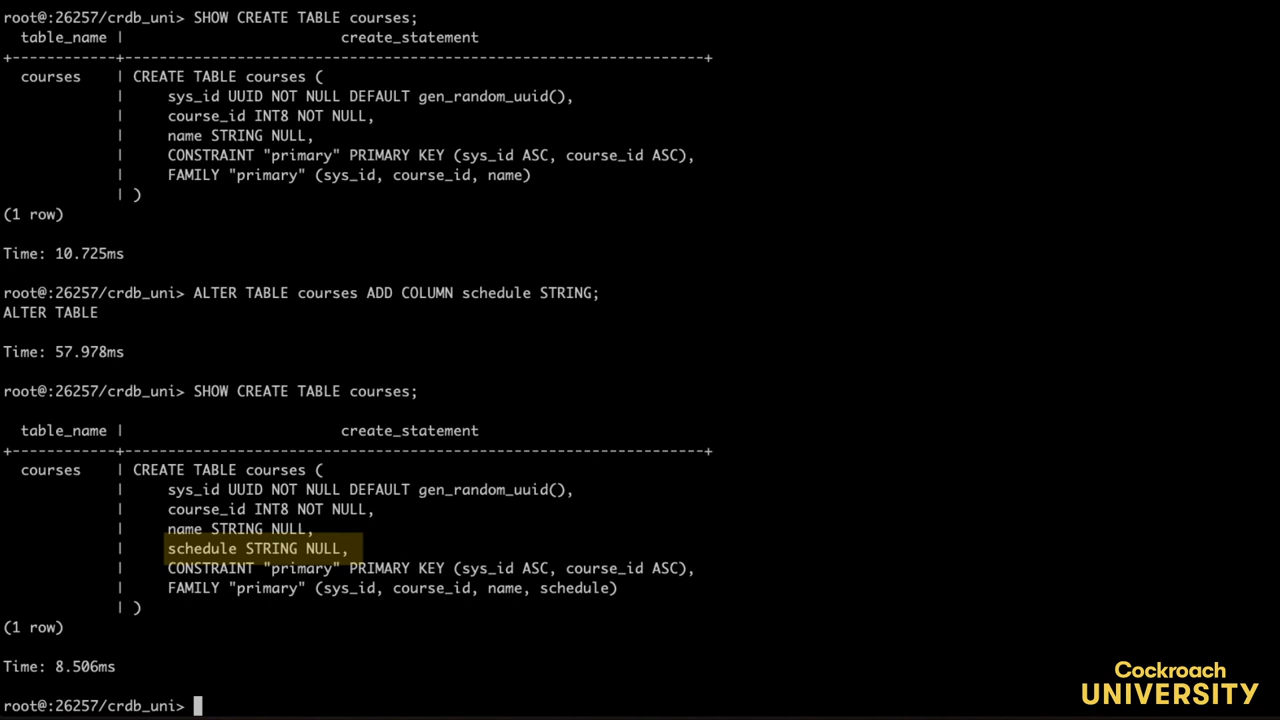 root@:26257/crdb_uni> SHOW CREATE TABLE courses;
  table_name |                         create_statement
+------------+--------------------------------------------------------------------+
  courses    | CREATE TABLE courses (
             |     sys_id UUID NOT NULL DEFAULT gen_random_uuid(),
             |     course_id INT8 NOT NULL,
             |     name STRING NULL,
             |     CONSTRAINT "primary" PRIMARY KEY (sys_id ASC, course_id ASC),
             |     FAMILY "primary" (sys_id, course_id, name)
             | )
(1 row)
Time: 10.725ms
root@:26257/crdb_uni> ALTER TABLE courses ADD COLUMN schedule STRING;
ALTER TABLE
Time: 57.978ms
root@:26257/crdb_uni> SHOW CREATE TABLE courses;
  table_name |                         create_statement
+------------+--------------------------------------------------------------------+
  courses    | CREATE TABLE courses (
             |     sys_id UUID NOT NULL DEFAULT gen_random_uuid(),
             |     course_id INT8 NOT NULL,
             |     name STRING NULL,
             |     schedule STRING NULL,
             |     CONSTRAINT "primary" PRIMARY KEY (sys_id ASC, course_id ASC),
             |     FAMILY "primary" (sys_id, course_id, name, schedule)
             | )
(1 row)
Time: 8.506ms
root@:26257/crdb_uni>
Cockroach
UNIVERSITY